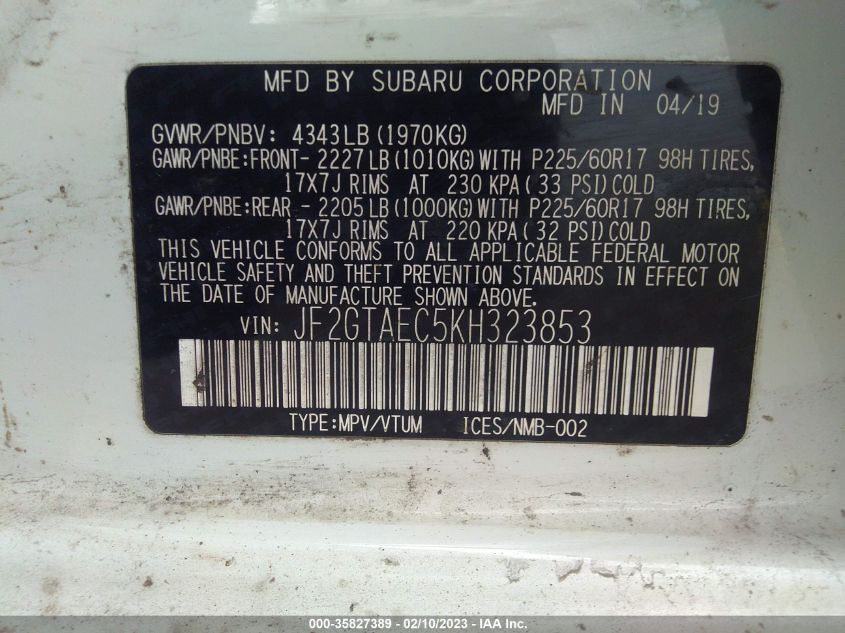 MFD BY SUBARU CORPORATION
MFD IN 04/19
GVWR/PNBV: 4343LB (1970KG)
GAWR/PNBE:FRONT- 2227LB (1010KG) WITH P225/60R17 98H TIRES,
17X7J RIMS AT 230 KPA (33 PSI) COLD
GAWR/PNBE:REAR - 2205LB (1000KG) WITH P225/60R17 98H TIRES,
17X7J RIMS AT 220 KPA (32 PSI) COLD
THIS VEHICLE CONFORMS TO ALL APPLICABLE FEDERAL MOTOR
VEHICLE SAFETY AND THEFT PREVENTION STANDARDS IN EFFECT ON
THE DATE OF MANUFACTURE SHOWN ABOVE.
VIN: JF2GTAEC5KH323853
TYPE:MPV/VTUM ICES/NMB-002
000-35827389 - 02/10/2023 - IAA Inc.